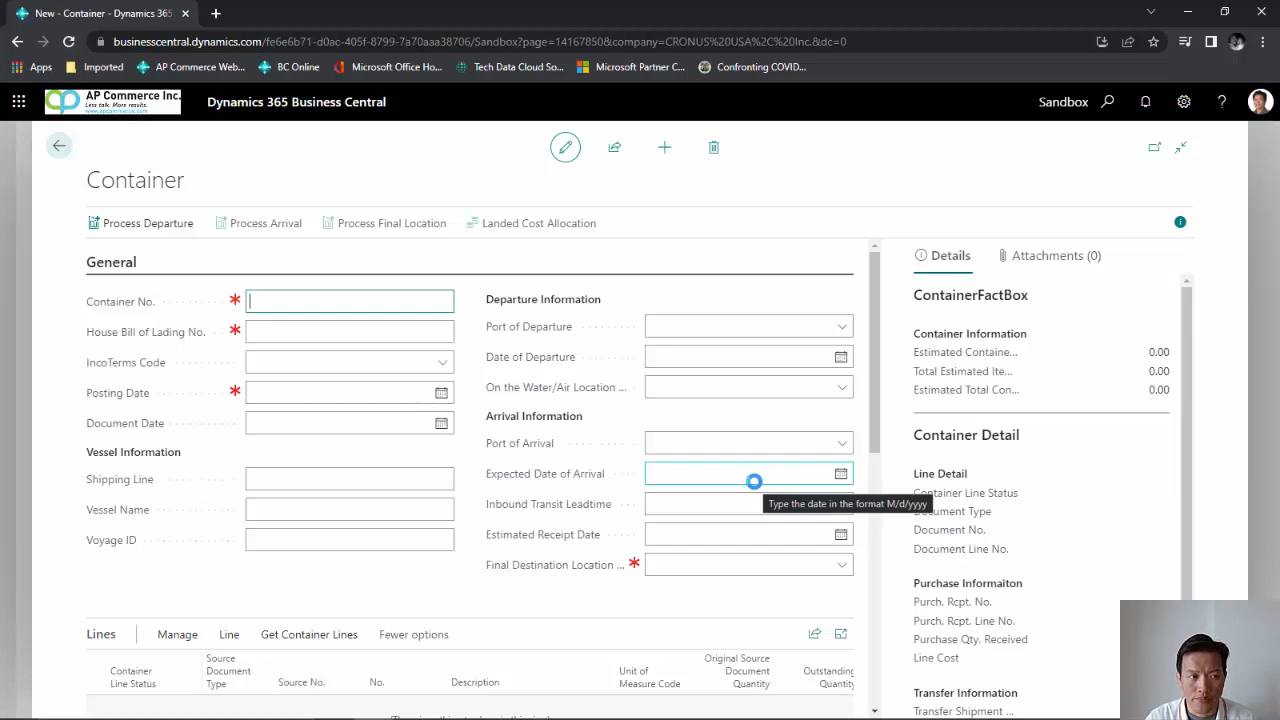 New - Container - Dynamics 365
businesscentral.dynamics.com/fe6e6b71-d0ac-405f-8799-7a70aaa38706/Sandbox?page=14167850&company=CRONUS%20USA%2C%20Inc.&dc=0
Apps Imported AP Commerce Web... BC Online Microsoft Office Ho... Tech Data Cloud So... Microsoft Partner C... Confronting COVID...
AP Commerce Inc.
Less talk. More results.
www.apcommerce.com
Dynamics 365 Business Central
Sandbox
Container
Process Departure Process Arrival Process Final Location Landed Cost Allocation
General
Container No. *
House Bill of Lading No. *
IncoTerms Code
Posting Date *
Document Date
Vessel Information
Shipping Line
Vessel Name
Voyage ID
Departure Information
Port of Departure
Date of Departure
On the Water/Air Location ...
Arrival Information
Port of Arrival
Expected Date of Arrival
Type the date in the format M/d/yyyy
Inbound Transit Leadtime
Estimated Receipt Date
Final Destination Location ... *
Lines Manage Line Get Container Lines Fewer options
Container Line Status
Source Document Type
Source No.
No.
Description
Unit of Measure Code
Original Source Document Quantity
Outstanding Quantity
Details Attachments (0)
ContainerFactBox
Container Information
Estimated Containe... 0.00
Total Estimated Ite... 0.00
Estimated Total Con... 0.00
Container Detail
Line Detail
Container Line Status
Document Type
Document No.
Document Line No.
Purchase Informaiton
Purch. Rcpt. No.
Purch. Rcpt. Line No.
Purchase Qty. Received
Line Cost
Transfer Information
Transfer Shipment ...